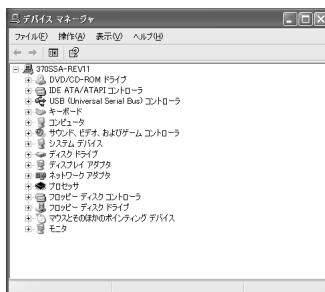 デバイス マネージャ
ファイル(F) 操作(A) 表示(V) ヘルプ(H)
370SSA-REV11
DVD/CD-ROM ドライブ
IDE ATA/ATAPI コントローラ
USB (Universal Serial Bus) コントローラ
キーボード
コンピュータ
サウンド、ビデオ、およびゲーム コントローラ
システム デバイス
ディスク ドライブ
ディスプレイ アダプタ
ネットワーク アダプタ
プロセッサ
フロッピー ディスク コントローラ
フロッピー ディスク ドライブ
マウスとそのほかのポインティング デバイス
モニタ